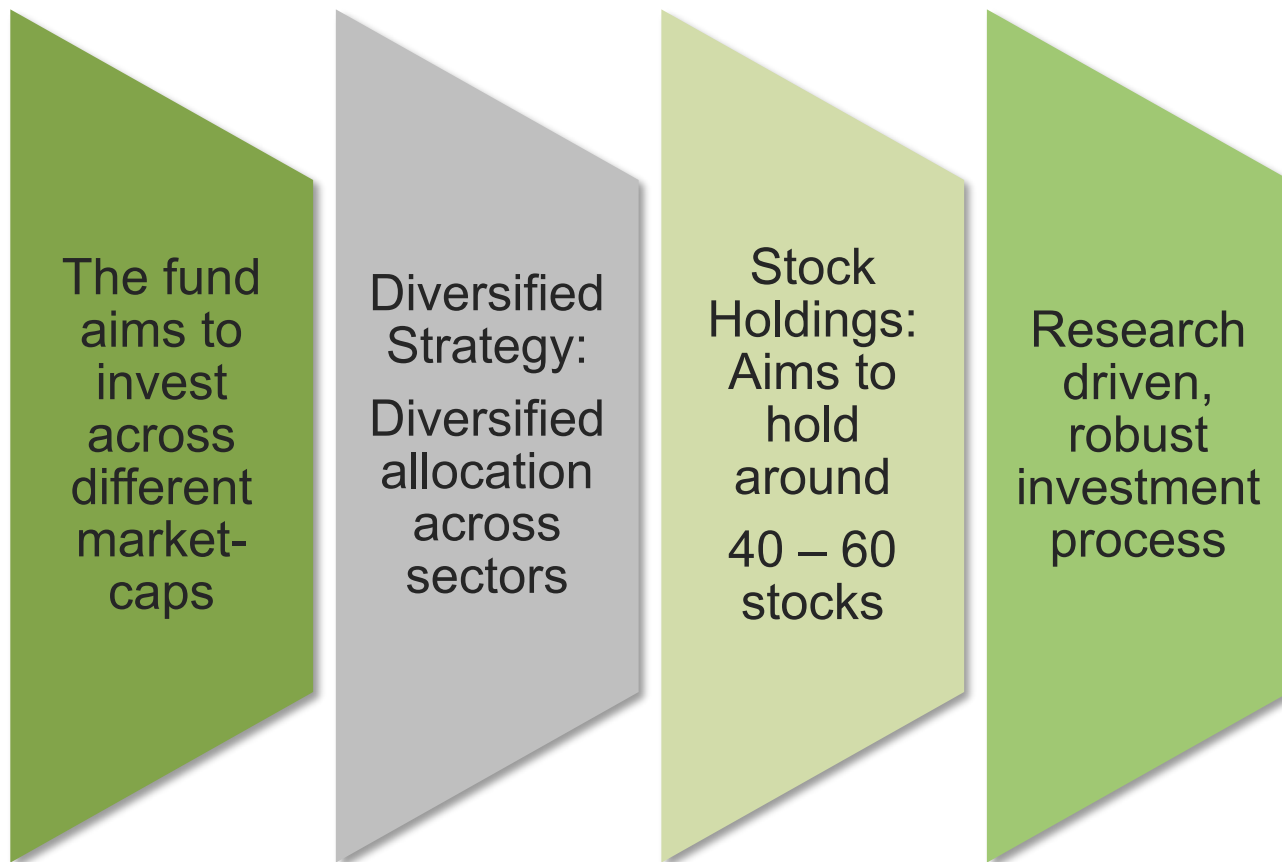 The fund
aims to
invest
across
different
market-
caps
Diversified
Strategy:
Diversified
allocation
across
sectors
Stock
Holdings:
Aims to
hold
around
40 – 60
stocks
Research
driven,
robust
investment
process